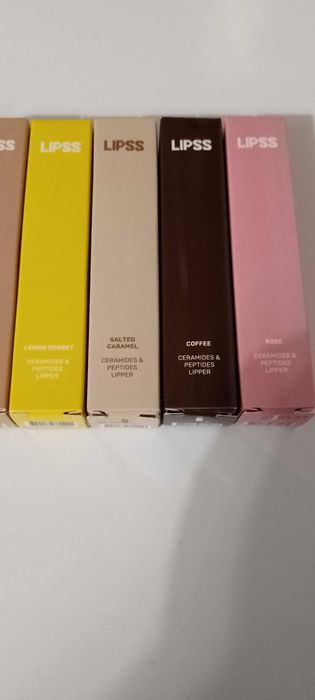 SS
LIPSS
LEMON SORBET
CERAMIDES &
PEPTIDES
LIPPER
LIPSS
SALTED
CARAMEL
CERAMIDES &
PEPTIDES
LIPPER
LIPSS
COFFEE
CERAMIDES &
PEPTIDES
LIPPER
LIPSS
ROSE
CERAMIDES &
PEPTIDES
LIPPER